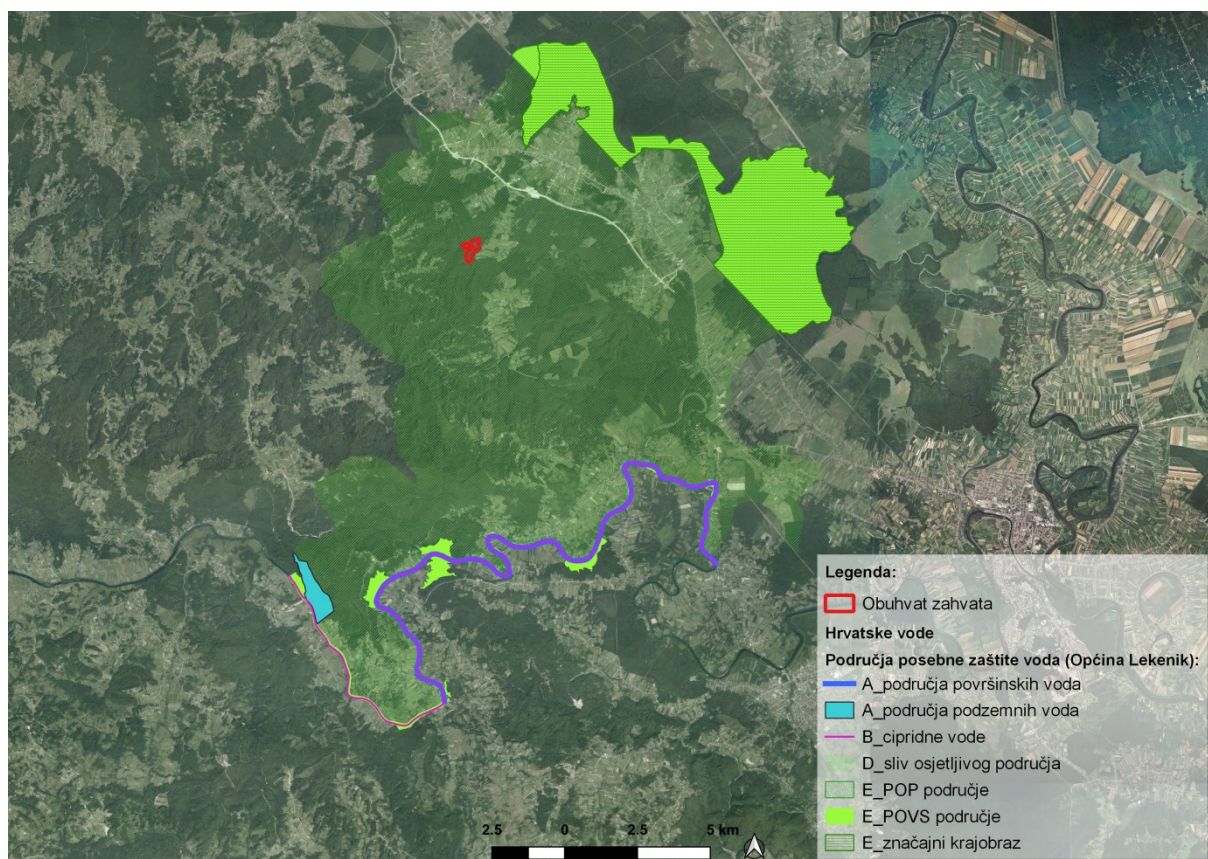 Legenda:
Obuhvat zahvata
Hrvatske vode
Područja posebne zaštite voda (Općina Lekenik):
A_područja površinskih voda
A_područja podzemnih voda
B_cipridne vode
D_sliv osjetljivog područja
E_POP područje
E_POVS područje
E_značajni krajobraz
2.5 0 2.5 5 km